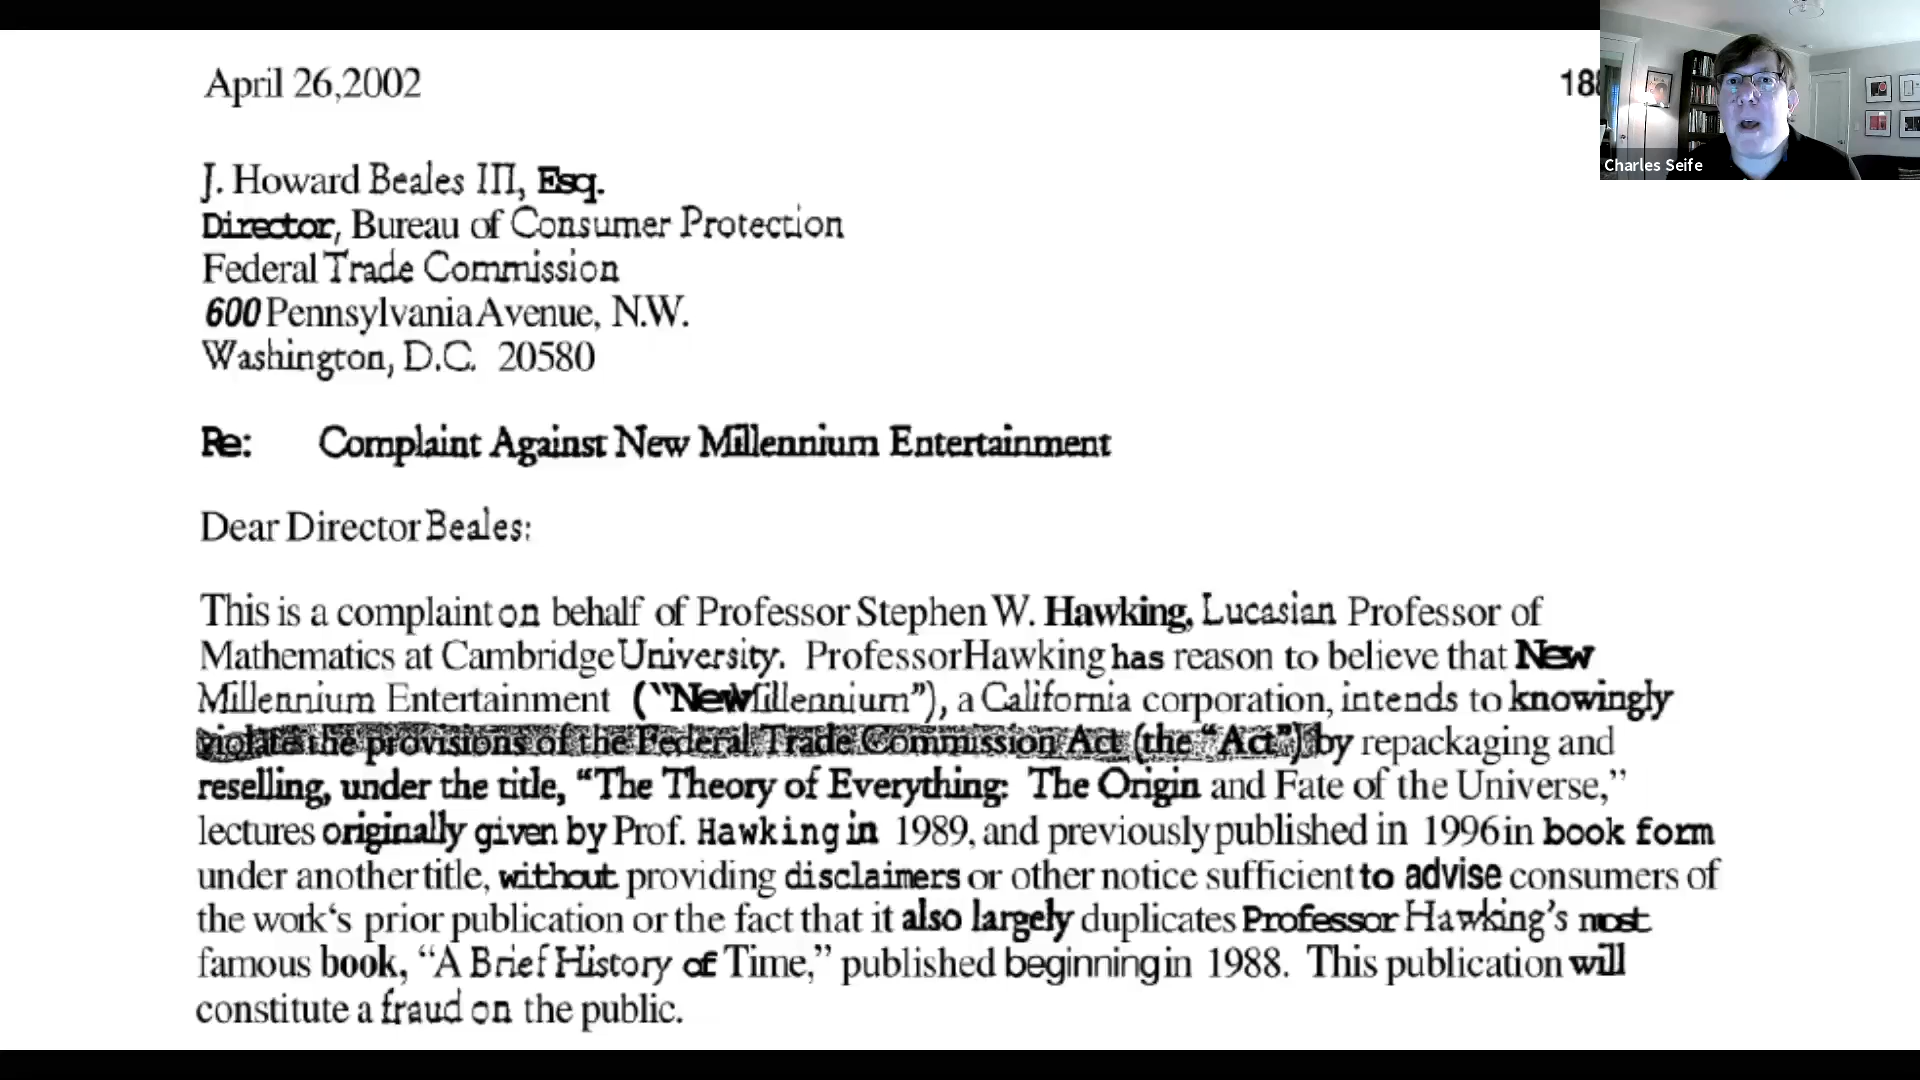 April 26,2002
188
Charles Seife
J. Howard Beales III, Esq.
Director, Bureau of Consumer Protection
Federal Trade Commission
600 Pennsylvania Avenue, N.W.
Washington, D.C. 20580
Re: Complaint Against New Millennium Entertainment
Dear Director Beales:
This is a complaint on behalf of Professor Stephen W. Hawking, Lucasian Professor of
Mathematics at Cambridge University. Professor Hawking has reason to believe that New
Millennium Entertainment ("Newfillennium"), a California corporation, intends to knowingly
violate the provisions of the Federal Trade Commission Act (the "Act") by repackaging and
reselling, under the title, "The Theory of Everything: The Origin and Fate of the Universe,"
lectures originally given by Prof. Hawking in 1989, and previously published in 1996 in book form
under another title, without providing disclaimers or other notice sufficient to advise consumers of
the work's prior publication or the fact that it also largely duplicates Professor Hawking's most
famous book, "A Brief History of Time," published beginning in 1988. This publication will
constitute a fraud on the public.